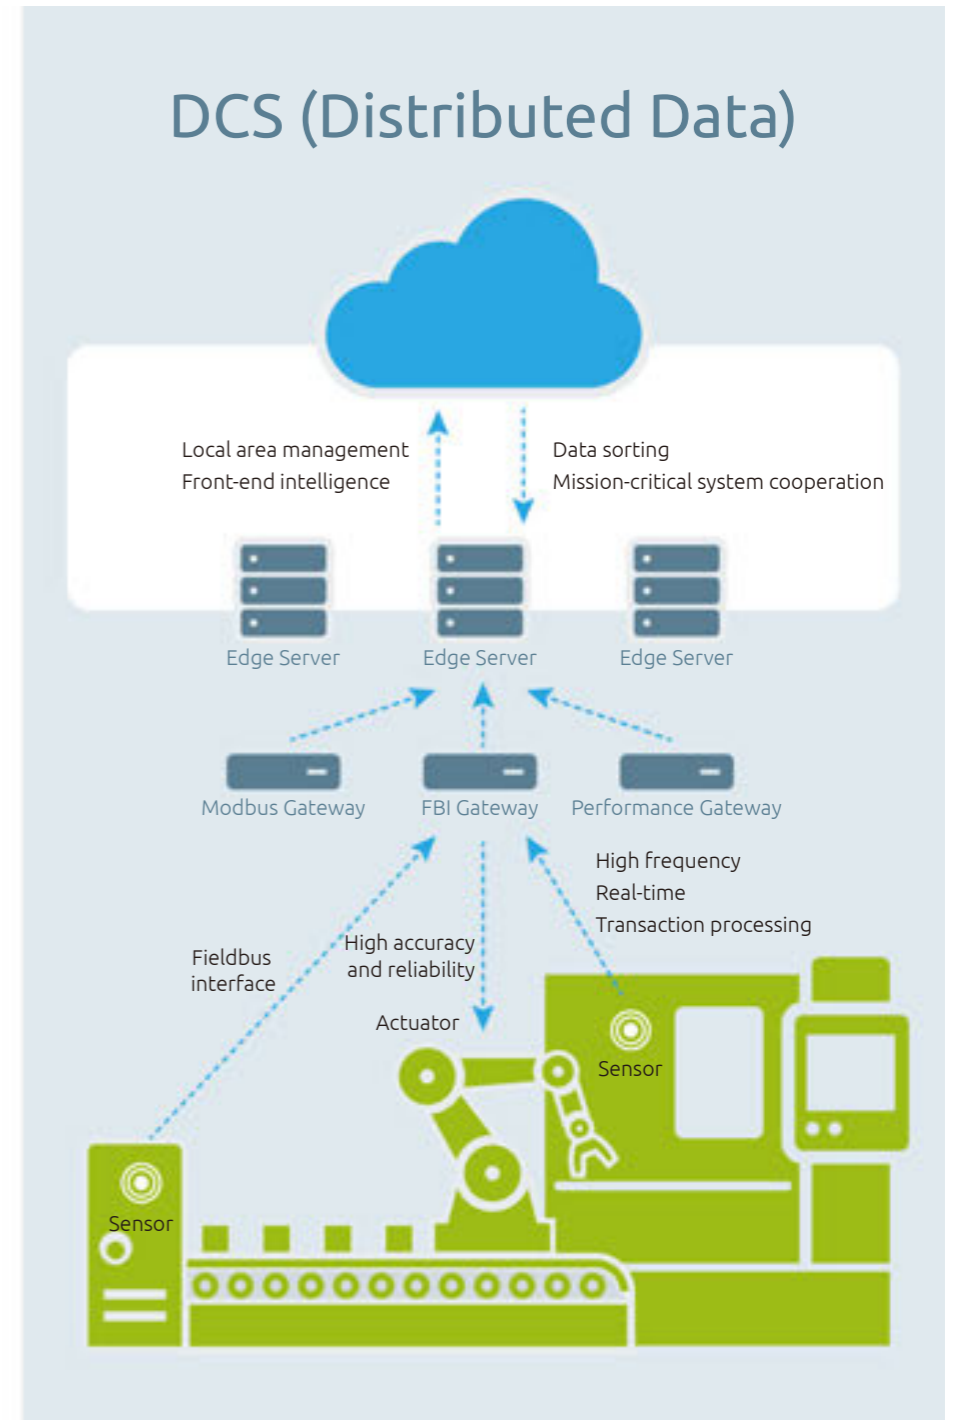 DCS (Distributed Data)
Local area management
Front-end intelligence
Data sorting
Mission-critical system cooperation
Edge Server
Edge Server
Edge Server
Modbus Gateway
FBI Gateway
Performance Gateway
High frequency
Real-time
Transaction processing
Fieldbus
interface
High accuracy
and reliability
Actuator
Sensor
Sensor